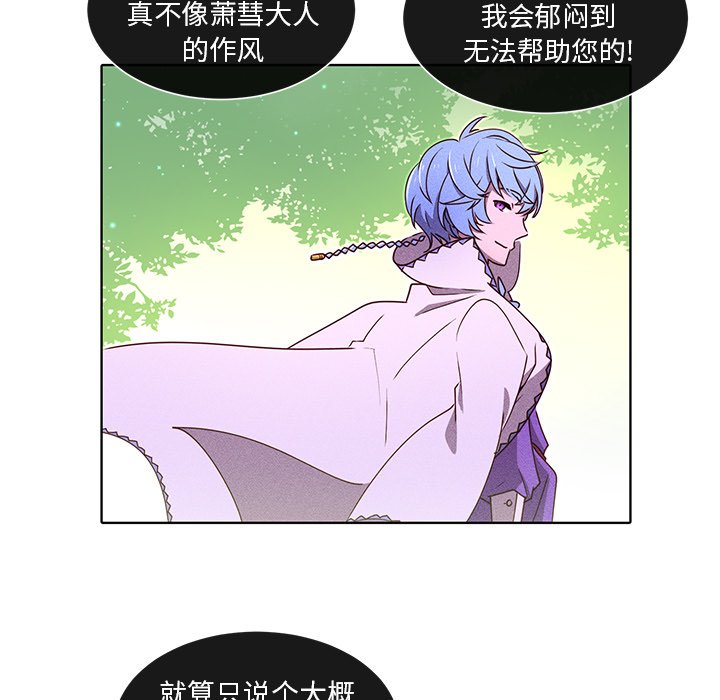 真不像萧彗大人
的作风
我会郁闷到
无法帮助您的!
就算只说个大概